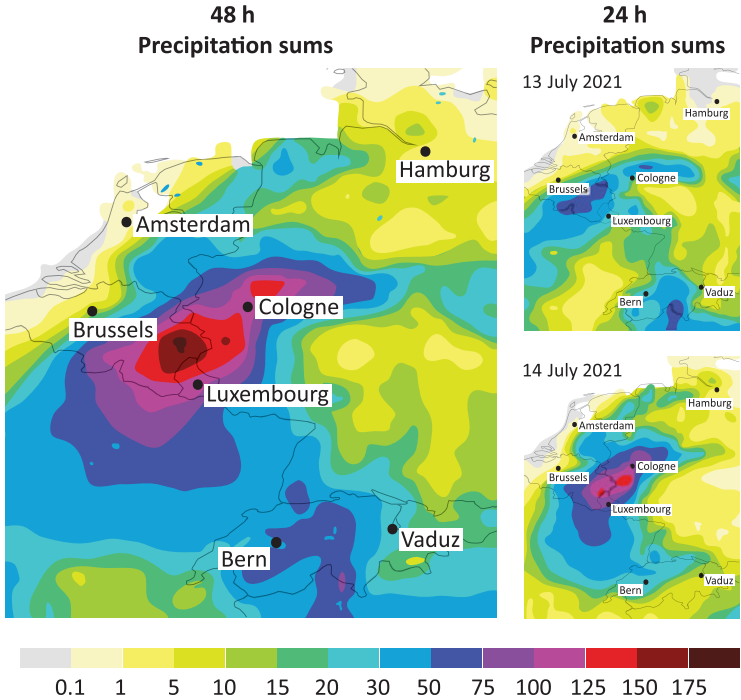 48 h
Precipitation sums
24 h
Precipitation sums
Hamburg
Amsterdam
Cologne
Brussels
Luxembourg
Bern
Vaduz
13 July 2021
Hamburg
Amsterdam
Cologne
Brussels
Luxembourg
Bern
Vaduz
14 July 2021
Hamburg
Amsterdam
Cologne
Brussels
Luxembourg
Bern
Vaduz
0.1 1 5 10 15 20 30 50 75 100 125 150 175